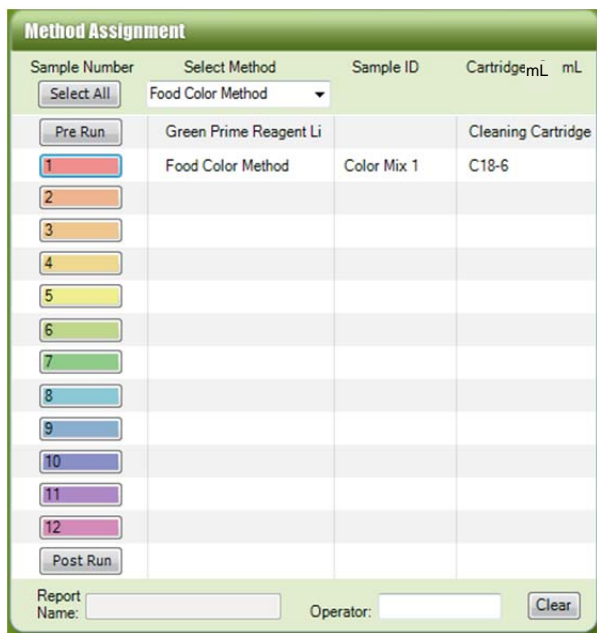 Method Assignment
Sample Number Select Method Sample ID Cartridge mL mL
Select All Food Color Method
Pre Run Green Prime Reagent Li Cleaning Cartridge
1 Food Color Method Color Mix 1 C18-6
2
3
4
5
6
7
8
9
10
11
12
Post Run
Report
Name: Operator: Clear